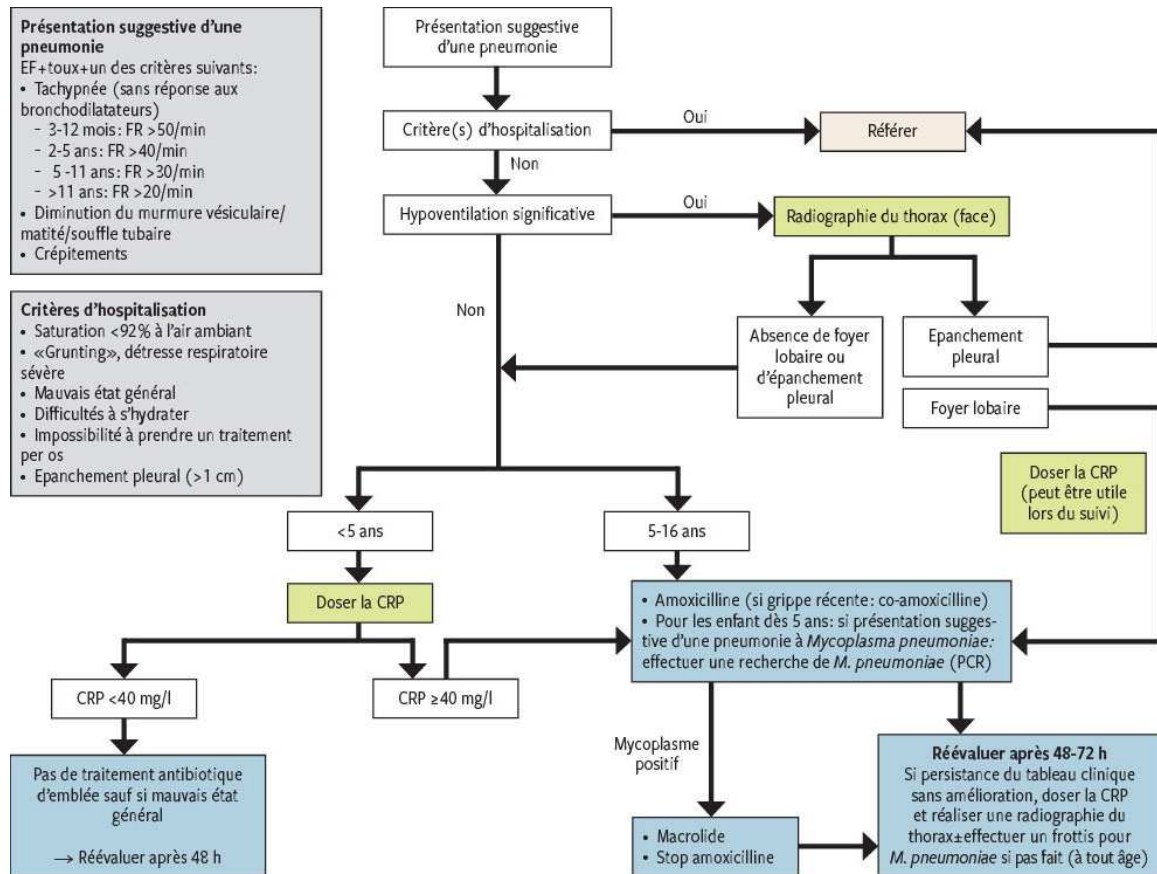 Présentation suggestive d'une
pneumonie
EF+toux+un des critères suivants:
• Tachypnée (sans réponse aux
bronchodilatateurs)
– 3-12 mois: FR >50/min
– 2-5 ans: FR >40/min
– 5 -11 ans: FR >30/min
– >11 ans: FR >20/min
• Diminution du murmure vésiculaire/
matité/souffle tubaire
• Crépitements
Critères d'hospitalisation
• Saturation <92% à l'air ambiant
• «Grunting», détresse respiratoire
sévère
• Mauvais état général
• Difficultés à s'hydrater
• Impossibilité à prendre un traitement
per os
• Epanchement pleural (>1 cm)
Présentation suggestive
d'une pneumonie
Critère(s) d'hospitalisation
Oui
Référer
Non
Hypoventilation significative
Oui
Radiographie du thorax (face)
Non
Absence de foyer
lobaire ou
d'épanchement
pleural
Epanchement
pleural
Foyer lobaire
Doser la CRP
(peut être utile
lors du suivi)
<5 ans
5-16 ans
Doser la CRP
• Amoxicilline (si grippe récente: co-amoxicilline)
• Pour les enfant dès 5 ans: si présentation sugges-
tive d'une pneumonie à Mycoplasma pneumoniae:
effectuer une recherche de M. pneumoniae (PCR)
CRP <40 mg/l
CRP ≥40 mg/l
Pas de traitement antibiotique
d'emblée sauf si mauvais état
général
→ Réévaluer après 48 h
Mycoplasme
positif
• Macrolide
• Stop amoxicilline
Réévaluer après 48-72 h
Si persistance du tableau clinique
sans amélioration, doser la CRP
et réaliser une radiographie du
thorax±effectuer un frottis pour
M. pneumoniae si pas fait (à tout âge)